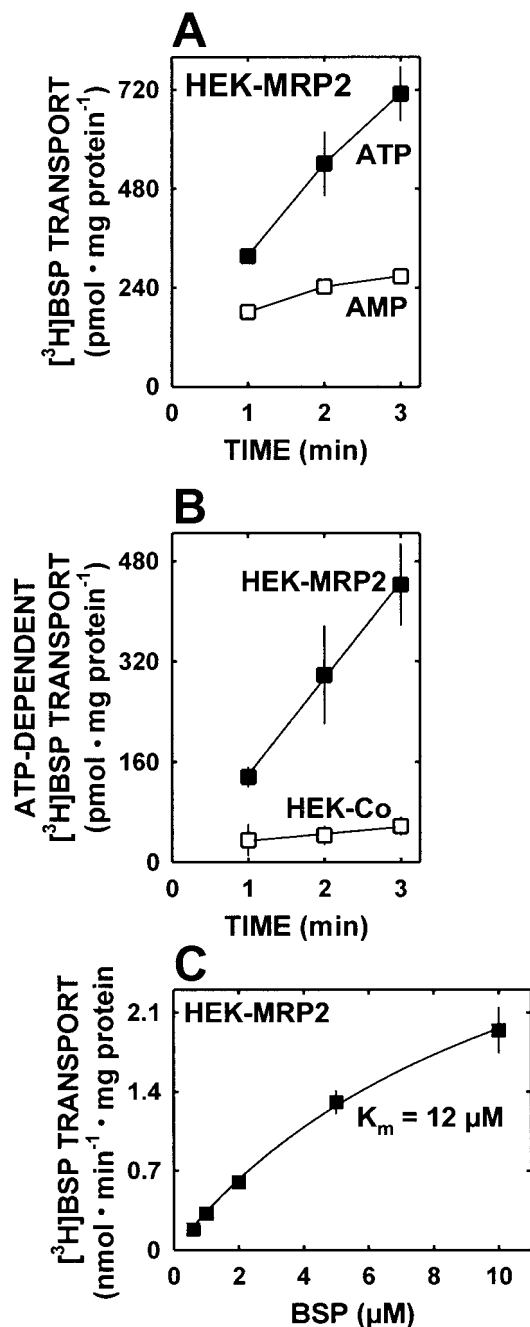 A
HEK-MRP2
[³H]BSP TRANSPORT
(pmol • mg protein⁻¹)
720
480
240
0
ATP
AMP
0 1 2 3
TIME (min)
B
ATP-DEPENDENT
[³H]BSP TRANSPORT
(pmol • mg protein⁻¹)
480
320
160
0
HEK-MRP2
HEK-Co
0 1 2 3
TIME (min)
C
HEK-MRP2
[³H]BSP TRANSPORT
(nmol • min⁻¹ • mg protein
2.1
1.4
0.7
0
Kₘ = 12 µM
0 2 4 6 8 10
BSP (µM)